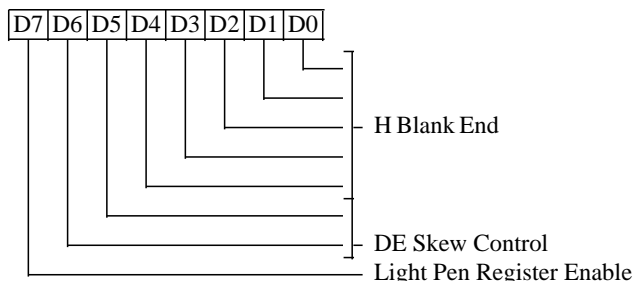 D7 D6 D5 D4 D3 D2 D1 D0
H Blank End
DE Skew Control
Light Pen Register Enable